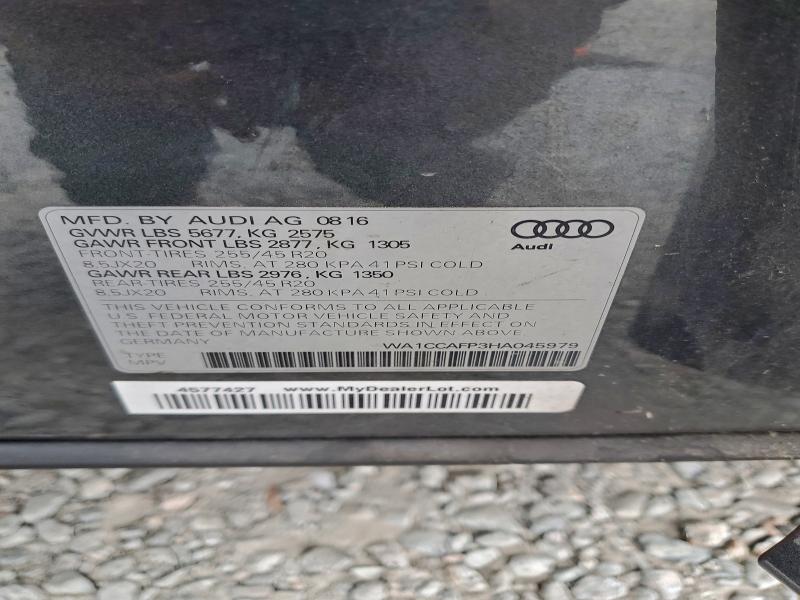 MFD. BY AUDI AG 08 16
GVWR LBS 5677, KG 2575
GAWR FRONT LBS 2877, KG 1305
FRONT-TIRES 255/45 R20
8.5JX20 RIMS. AT 280 KPA 41 PSI COLD
GAWR REAR LBS 2976, KG 1350
REAR-TIRES 255/45 R20
8.5JX20 RIMS. AT 280 KPA 41 PSI COLD
THIS VEHICLE CONFORMS TO ALL APPLICABLE
U.S. FEDERAL MOTOR VEHICLE SAFETY AND
THEFT PREVENTION STANDARDS IN EFFECT ON
THE DATE OF MANUFACTURE SHOWN ABOVE.
GERMANY WA1CCAFP3HA045979
TYPE
MPV
Audi
4577427 www.MyDealerLot.com